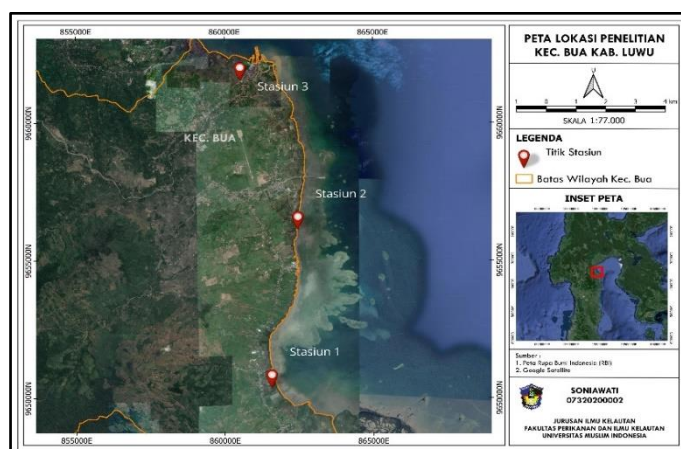 855000E 860000E 865000E
9660000N 9660000N
9655000N 9655000N
9650000N 9650000N
Stasiun 3
KEC. BUA
Stasiun 2
Stasiun 1
855000E 860000E 865000E
PETA LOKASI PENELITIAN
KEC. BUA KAB. LUWU
SKALA 1:77.000
LEGENDA
Titik Stasiun
Batas Wilayah Kec. Bua
INSET PETA
Sumber :
1. Peta Rupa Bumi Indonesia (RBI)
2. Google Satellite
SONIAWATI
07320200002
JURUSAN ILMU KELAUTAN
FAKULTAS PERIKANAN DAN ILMU KELAUTAN
UNIVERSITAS MUSLIM INDONESIA